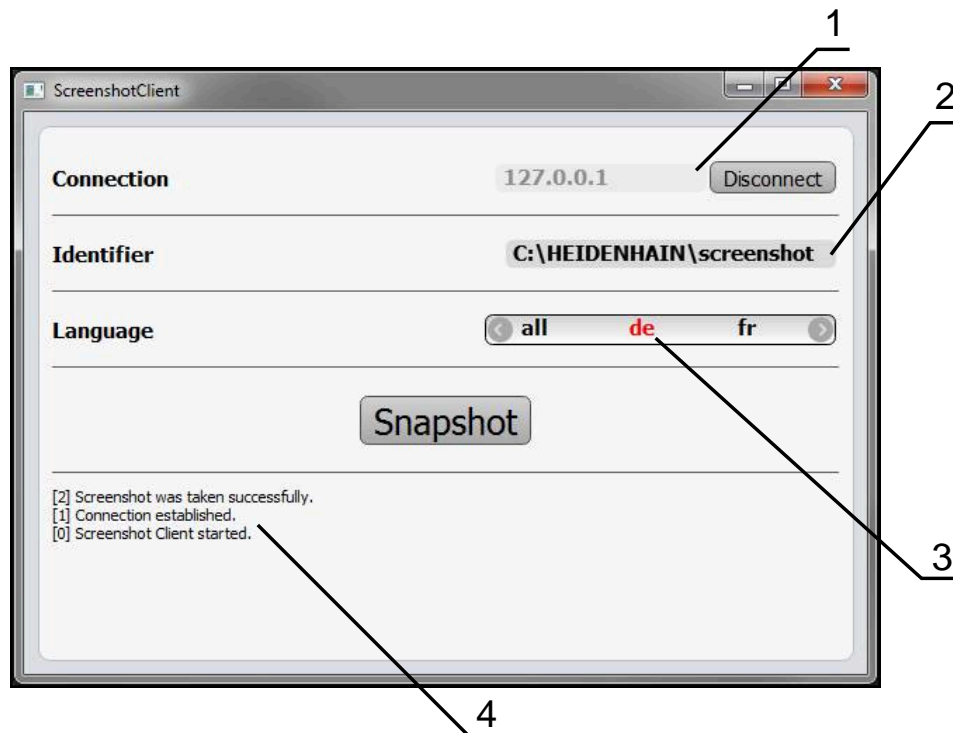 1
ScreenshotClient
2
Connection 127.0.0.1 Disconnect
Identifier C:\HEIDENHAIN\screenshot
Language all de fr
Snapshot
[2] Screenshot was taken successfully.
[1] Connection established.
[0] Screenshot Client started.
3
4